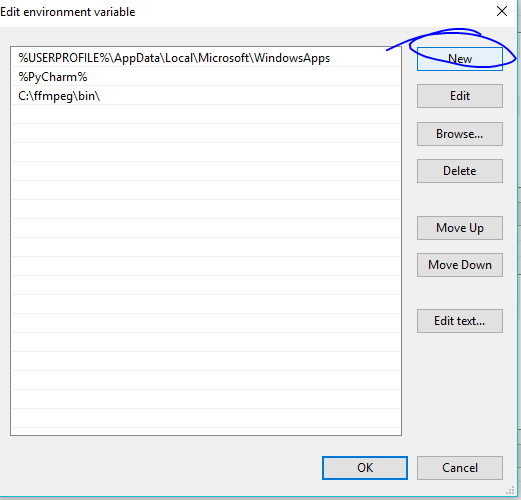 Edit environment variable
%USERPROFILE%\AppData\Local\Microsoft\WindowsApps
%PyCharm%
C:\ffmpeg\bin\
New
Edit
Browse...
Delete
Move Up
Move Down
Edit text...
OK
Cancel